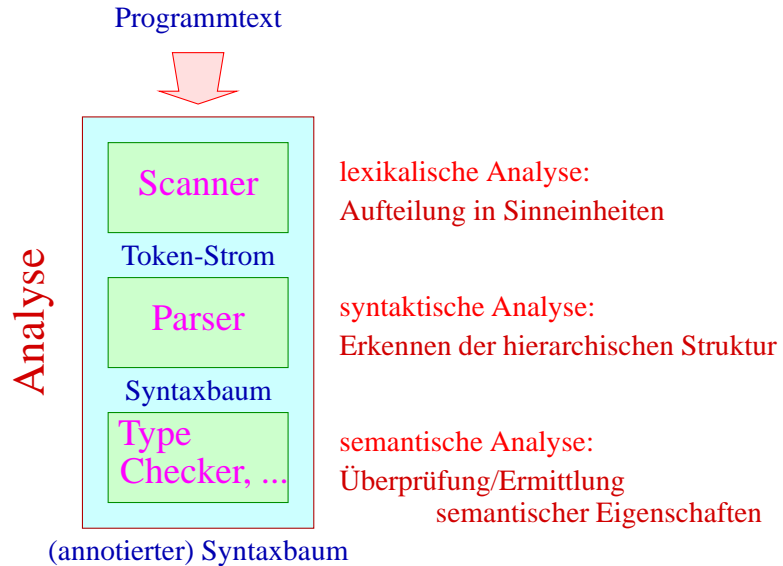 Programmtext
Analyse
Scanner
lexikalische Analyse:
Aufteilung in Sinneinheiten
Token-Strom
Parser
syntaktische Analyse:
Erkennen der hierarchischen Struktur
Syntaxbaum
Type
Checker, ...
semantische Analyse:
Überprüfung/Ermittlung
semantischer Eigenschaften
(annotierter) Syntaxbaum